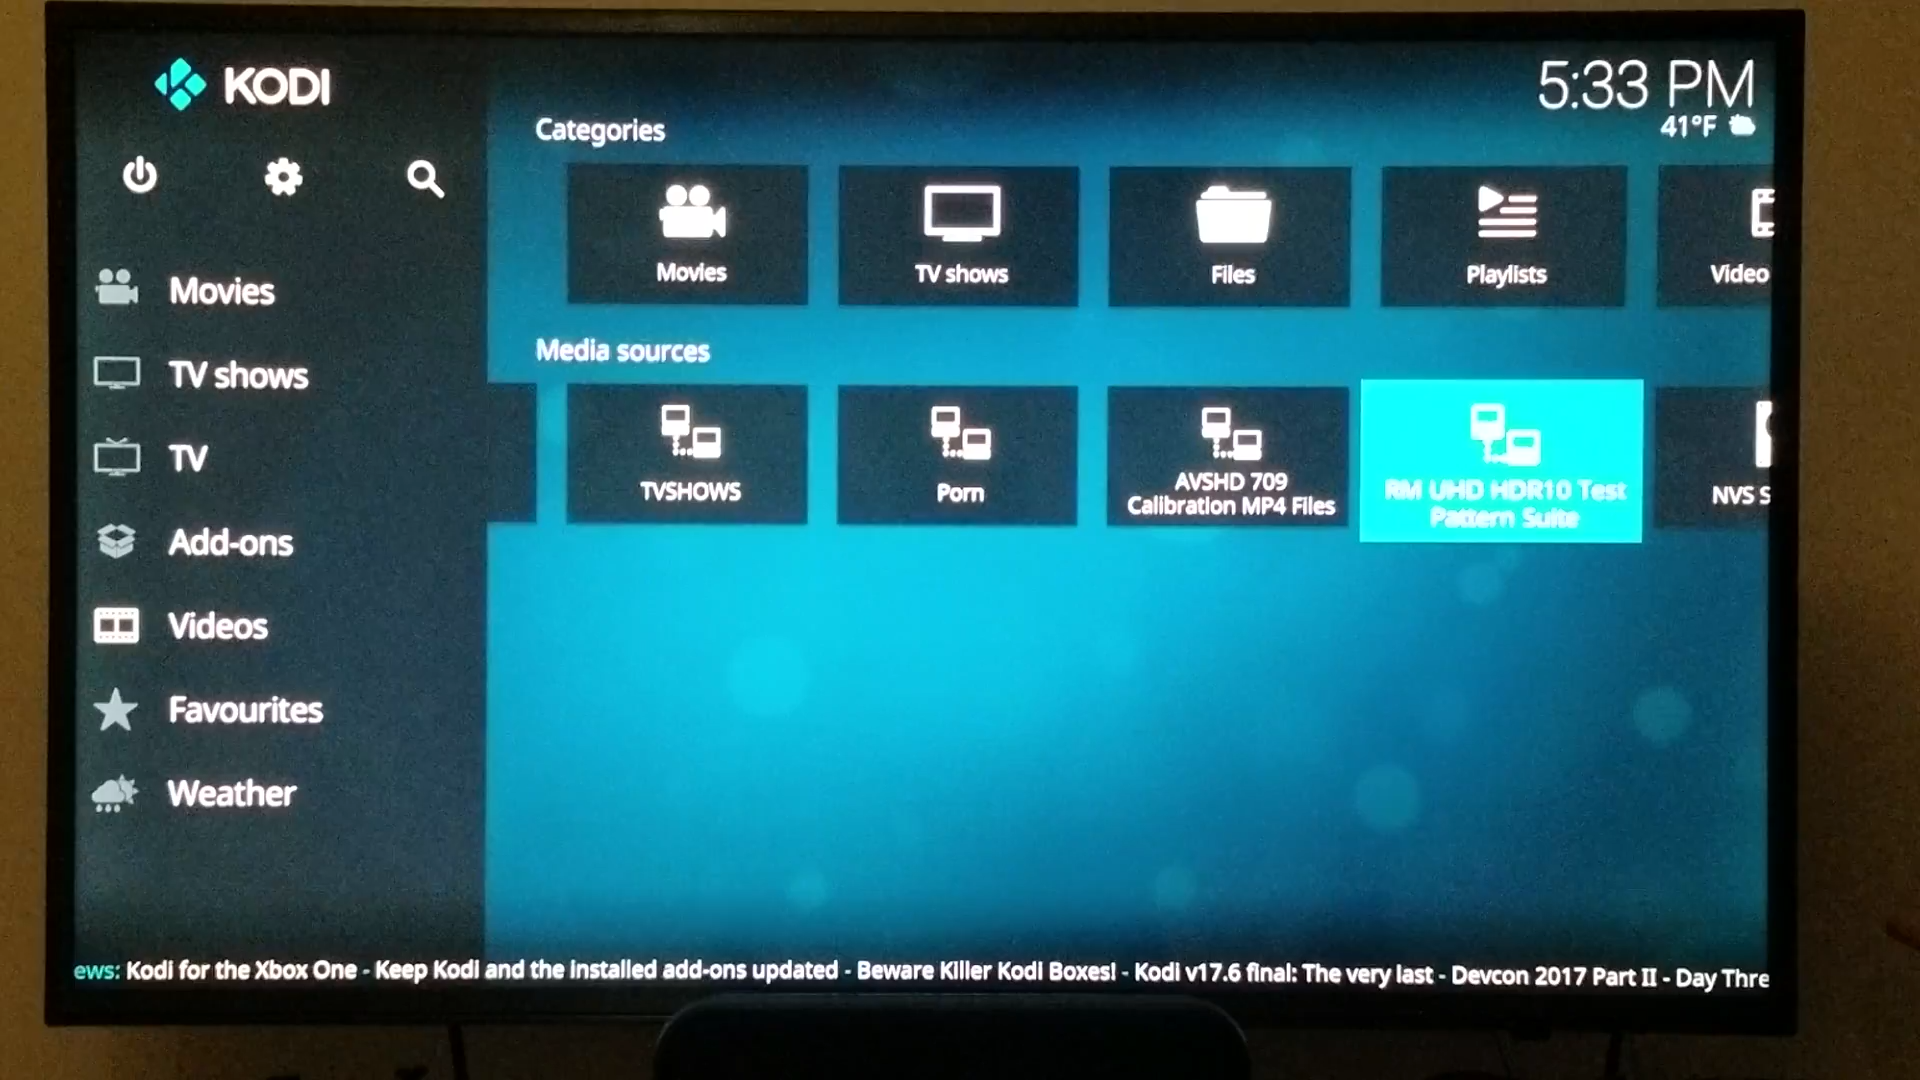 KODI
5:33 PM
41°F
Categories
Movies
TV shows
Files
Playlists
Video
Movies
TV shows
TV
Add-ons
Videos
Favourites
Weather
Media sources
TVSHOWS
Porn
AVSHD 709
Calibration MP4 Files
RM UHD HDR10 Test
Pattern Suite
NVS S
ews: Kodi for the Xbox One - Keep Kodi and the installed add-ons updated - Beware Killer Kodi Boxes! - Kodi v17.6 final: The very last - Devcon 2017 Part II - Day Thre